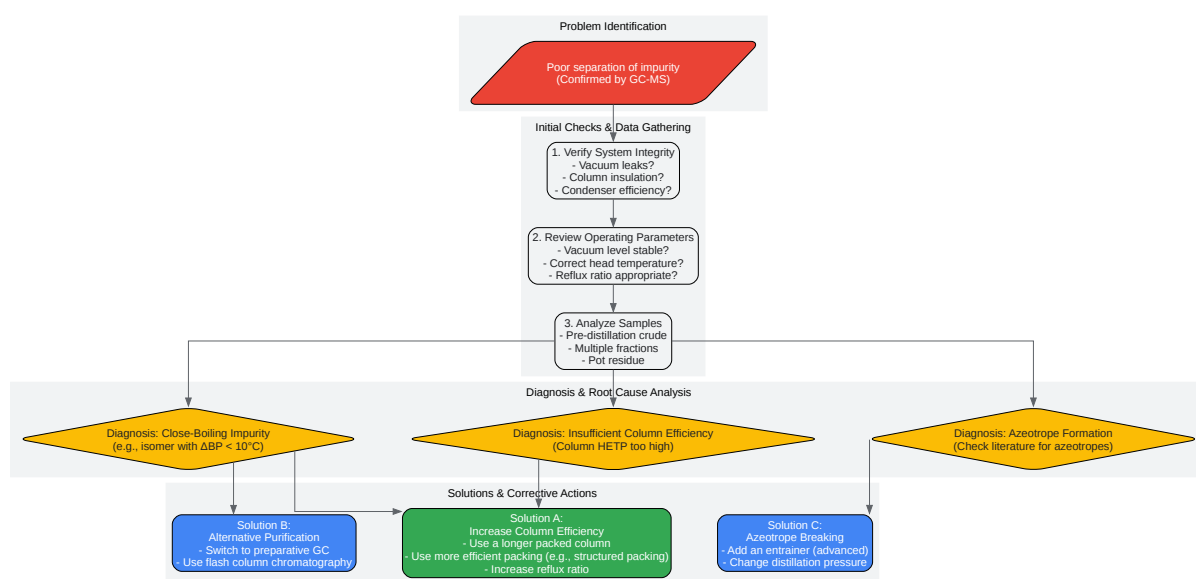 Problem Identification
Poor separation of impurity
(Confirmed by GC-MS)
Initial Checks & Data Gathering
1. Verify System Integrity
- Vacuum leaks?
- Column insulation?
- Condenser efficiency?
2. Review Operating Parameters
- Vacuum level stable?
- Correct head temperature?
- Reflux ratio appropriate?
3. Analyze Samples
- Pre-distillation crude
- Multiple fractions
- Pot residue
Diagnosis & Root Cause Analysis
Diagnosis: Close-Boiling Impurity
(e.g., isomer with ΔBP < 10°C)
Diagnosis: Insufficient Column Efficiency
(Column HETP too high)
Diagnosis: Azeotrope Formation
(Check literature for azeotropes)
Solutions & Corrective Actions
Solution B:
Alternative Purification
- Switch to preparative GC
- Use flash column chromatography
Solution A:
Increase Column Efficiency
- Use a longer packed column
- Use more efficient packing (e.g., structured packing)
- Increase reflux ratio
Solution C:
Azeotrope Breaking
- Add an entrainer (advanced)
- Change distillation pressure